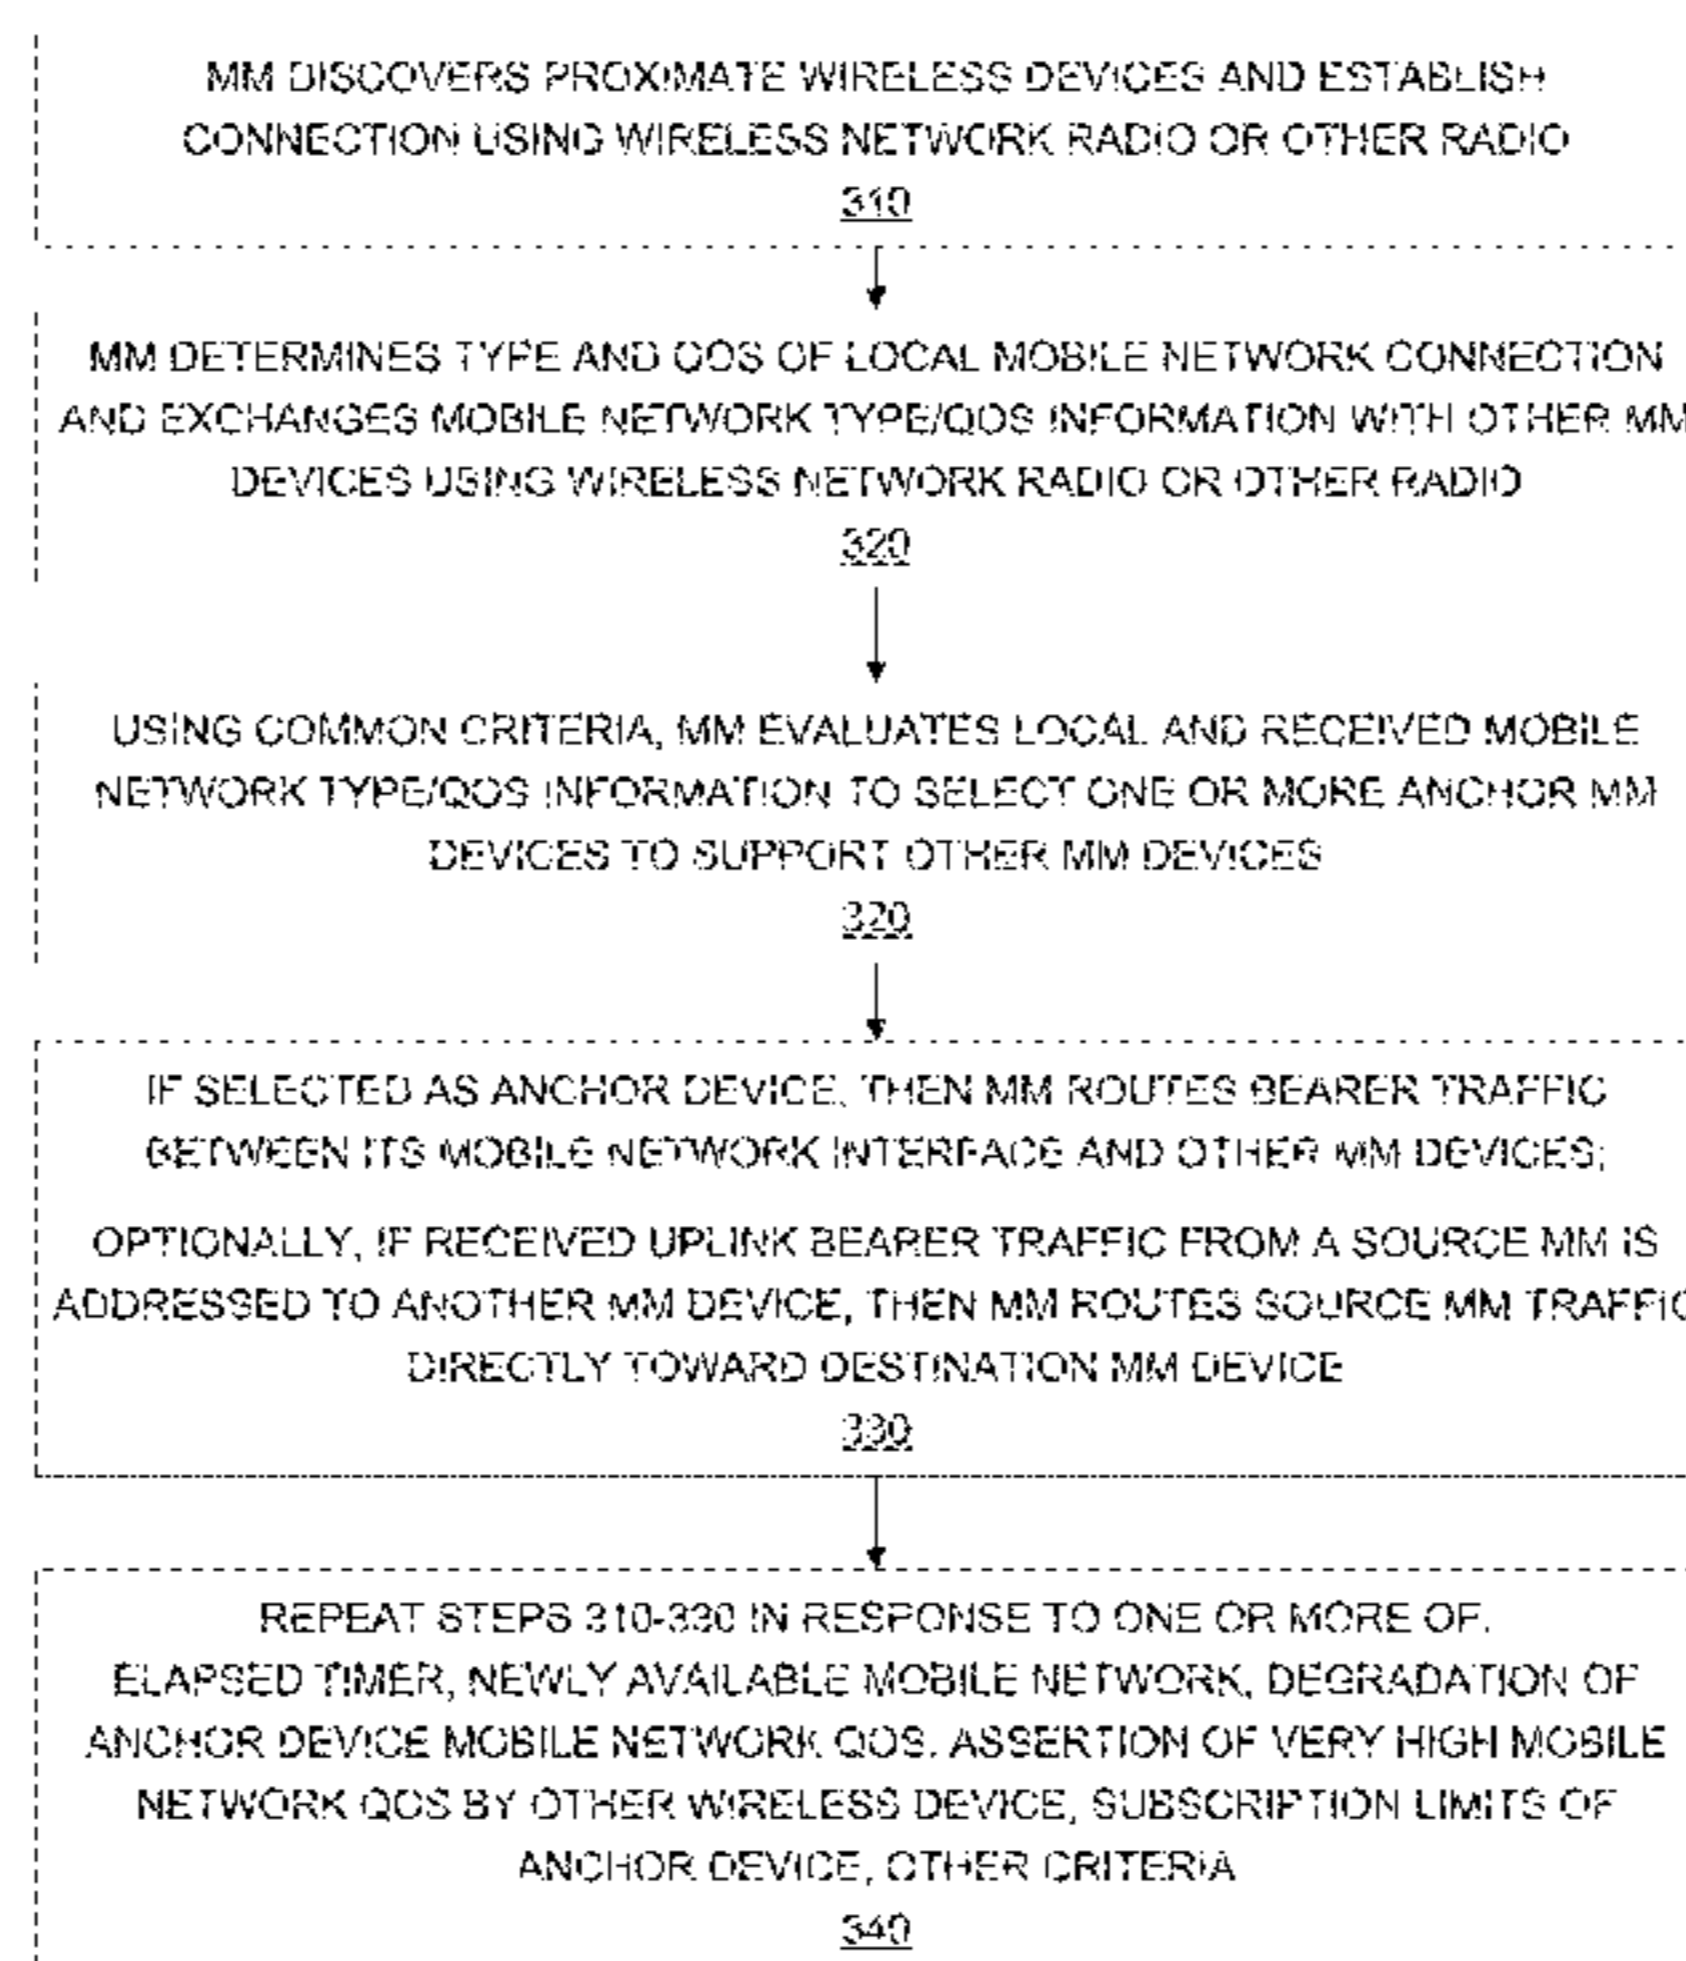 MM DISCOVERS PROXIMATE WIRELESS DEVICES AND ESTABLISH
CONNECTION USING WIRELESS NETWORK RADIO OR OTHER RADIO
310
MM DETERMINES TYPE AND QOS OF LOCAL MOBILE NETWORK CONNECTION
AND EXCHANGES MOBILE NETWORK TYPE/QOS INFORMATION WITH OTHER MM
DEVICES USING WIRELESS NETWORK RADIO OR OTHER RADIO
320
USING COMMON CRITERIA, MM EVALUATES LOCAL AND RECEIVED MOBILE
NETWORK TYPE/QOS INFORMATION TO SELECT ONE OR MORE ANCHOR MM
DEVICES TO SUPPORT OTHER MM DEVICES
320
IF SELECTED AS ANCHOR DEVICE, THEN MM ROUTES BEARER TRAFFIC
BETWEEN ITS MOBILE NETWORK INTERFACE AND OTHER MM DEVICES;
OPTIONALLY, IF RECEIVED UPLINK BEARER TRAFFIC FROM A SOURCE MM IS
ADDRESSED TO ANOTHER MM DEVICE, THEN MM ROUTES SOURCE MM TRAFFIC
DIRECTLY TOWARD DESTINATION MM DEVICE
330
REPEAT STEPS 310-330 IN RESPONSE TO ONE OR MORE OF:
ELAPSED TIMER, NEWLY AVAILABLE MOBILE NETWORK, DEGRADATION OF
ANCHOR DEVICE MOBILE NETWORK QOS, ASSERTION OF VERY HIGH MOBILE
NETWORK QOS BY OTHER WIRELESS DEVICE, SUBSCRIPTION LIMITS OF
ANCHOR DEVICE, OTHER CRITERIA
340